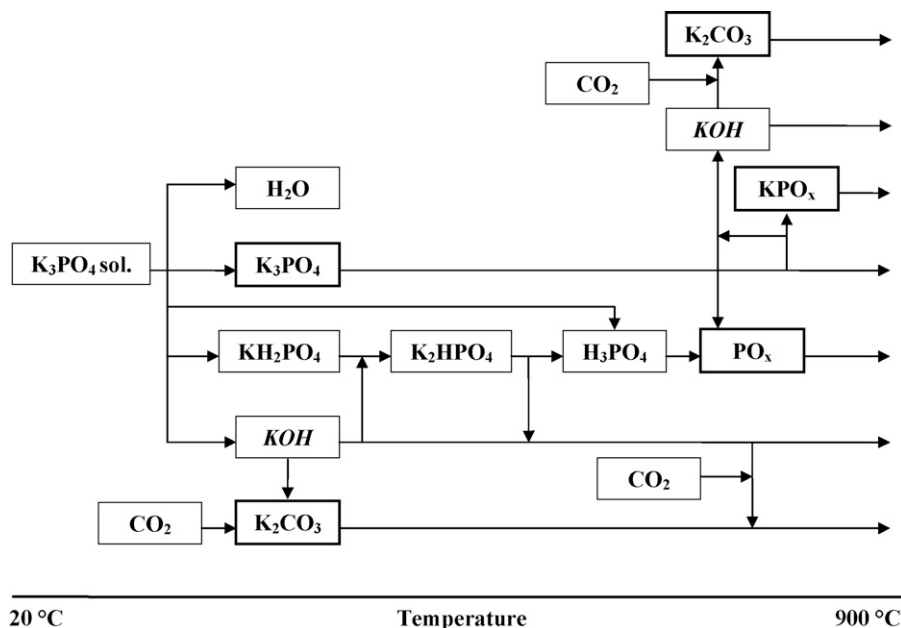 K₂CO₃
CO₂
KOH
H₂O
KPOₓ
K₃PO₄ sol.
K₃PO₄
KH₂PO₄
K₂HPO₄
H₃PO₄
POₓ
KOH
CO₂
CO₂
K₂CO₃
20 °C Temperature 900 °C